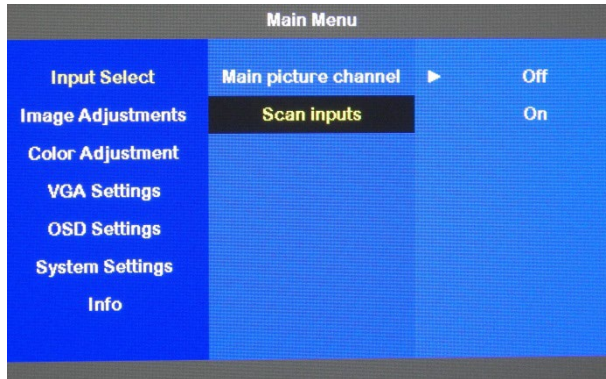 Main Menu
Input Select
Image Adjustments
Color Adjustment
VGA Settings
OSD Settings
System Settings
Info
Main picture channel
Scan inputs
Off
On